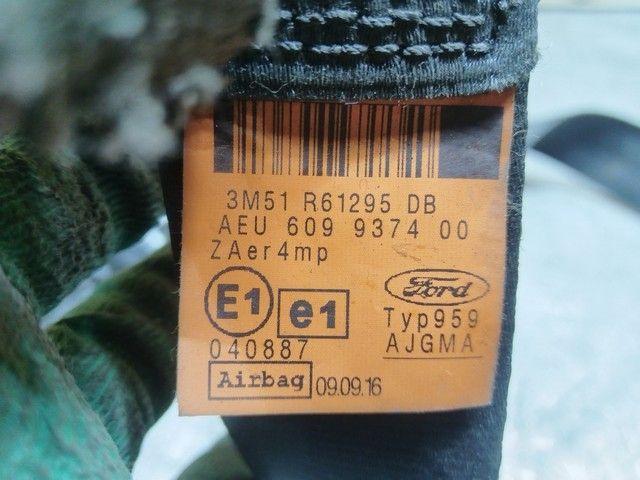 3M51 R61295 DB
AEU 609 9374 00
ZAer4mp
E1 e1 Ford
Typ959
040887 AJGMA
Airbag 09.09.16